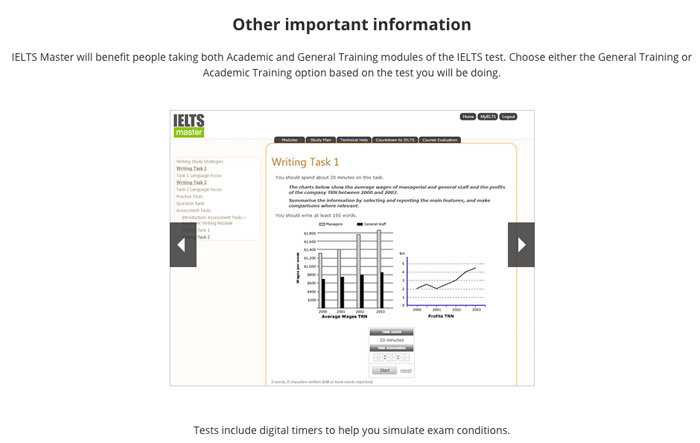 Other important information
IELTS Master will benefit people taking both Academic and General Training modules of the IELTS test. Choose either the General Training or
Academic Training option based on the test you will be doing.
IELTS
master
Home MyIELTS Logout
Modules Study Plan Technical Help Countdown to IELTS Course Evaluation
Writing Study Strategies
Writing Task 1
Task 1 Language Focus
Writing Task 2
Task 2 Language Focus
Practice Tests
Question Bank
Assessment Tests
Introduction: Assessment Tests –
Writing Module
Task 1
Task 2
Writing Task 1
You should spend about 20 minutes on this task.
The charts below show the average wages of managerial and general staff and the profits
of the company TRN between 2000 and 2003.
Summarise the information by selecting and reporting the main features, and make
comparisons where relevant.
You should write at least 150 words.
Managers General staff
$1,800
$1,600
$1,400
$1,200
$1,000
$800
$600
$400
$200
Wages per week
2000 2001 2002 2003
Average Wages TRN
$m
5
4
3
2
1
0
2000 2001 2002 2003
Profits TRN
TIME GIVEN
20 minutes
TIME REMAINING
Start reset
0 words, 0 characters written (150 or more words expected)
Tests include digital timers to help you simulate exam conditions.